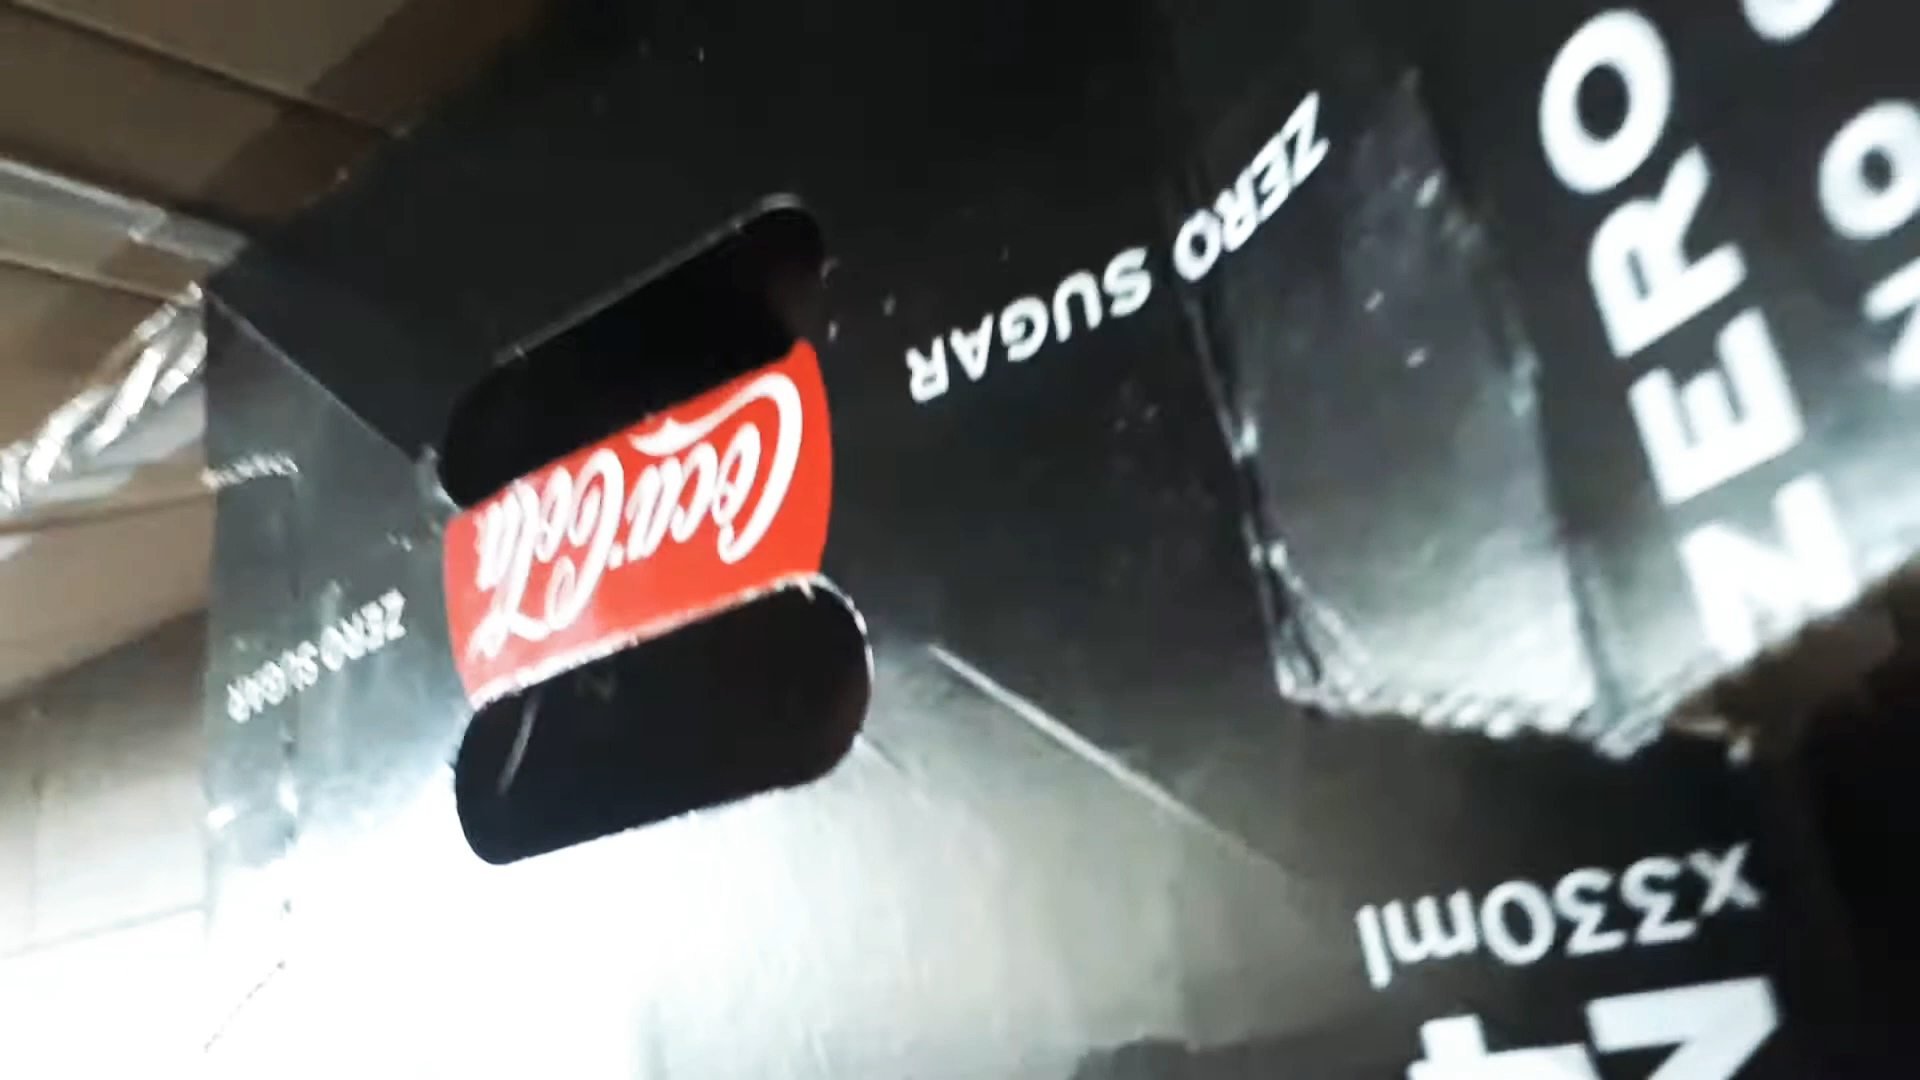 Coca-Cola
ZERO SUGAR
ZERO SUGAR
ZERO
x330ml